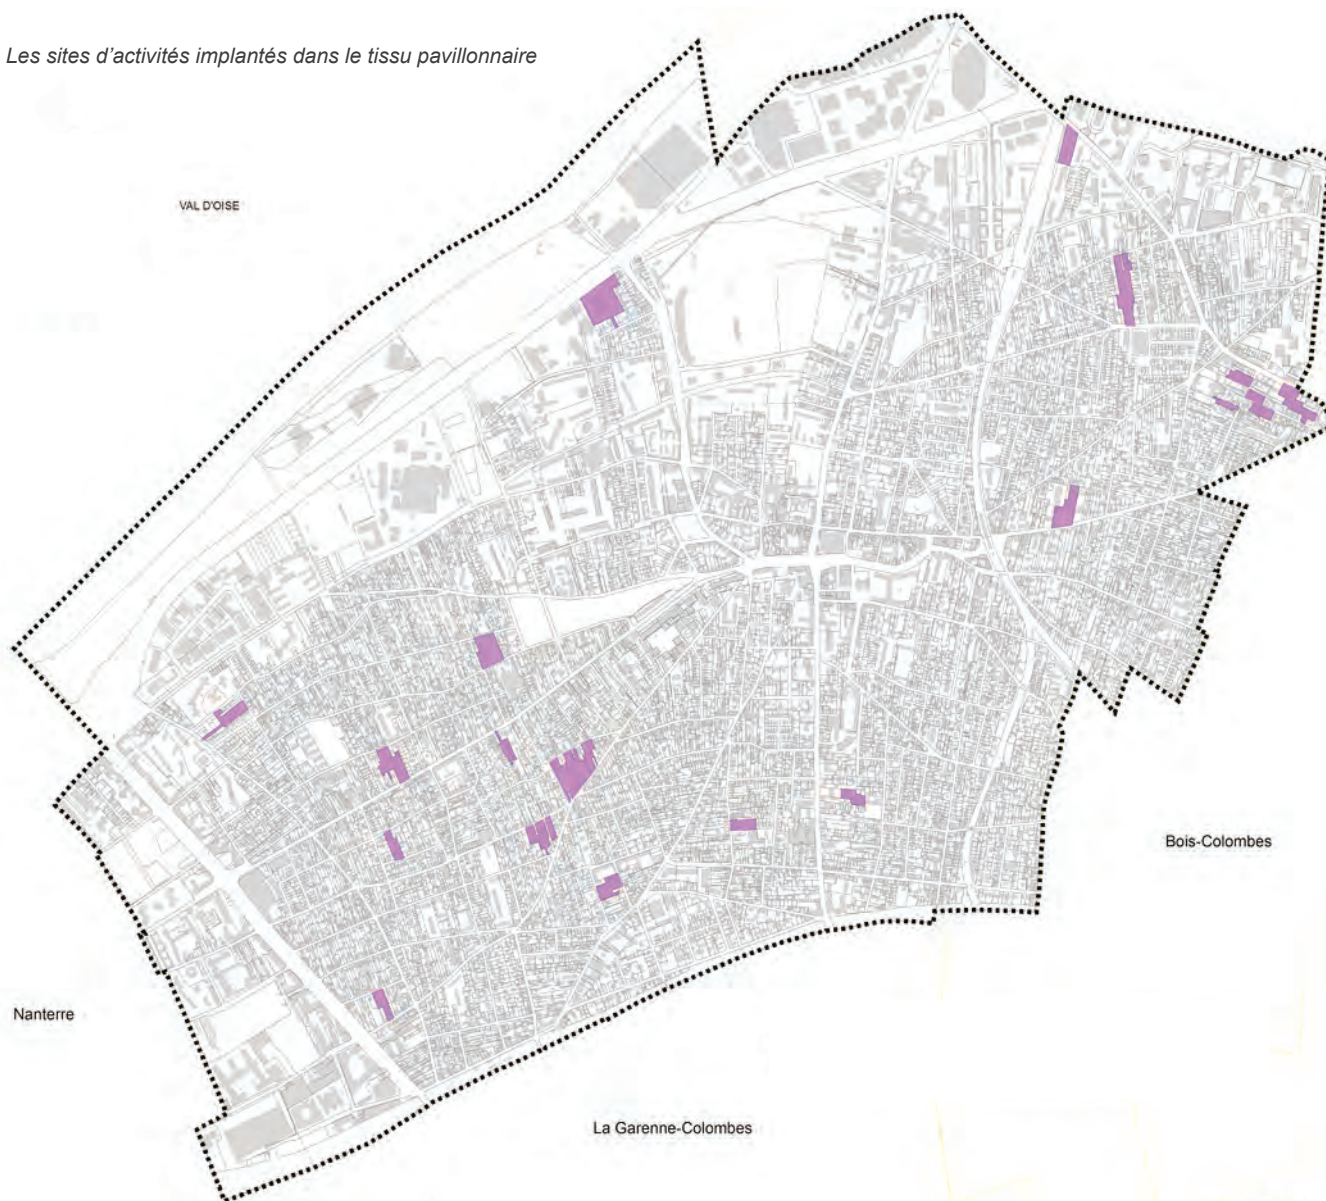 Les sites d'activités implantés dans le tissu pavillonnaire
VAL D'OISE
Bois-Colombes
Nanterre
La Garenne-Colombes